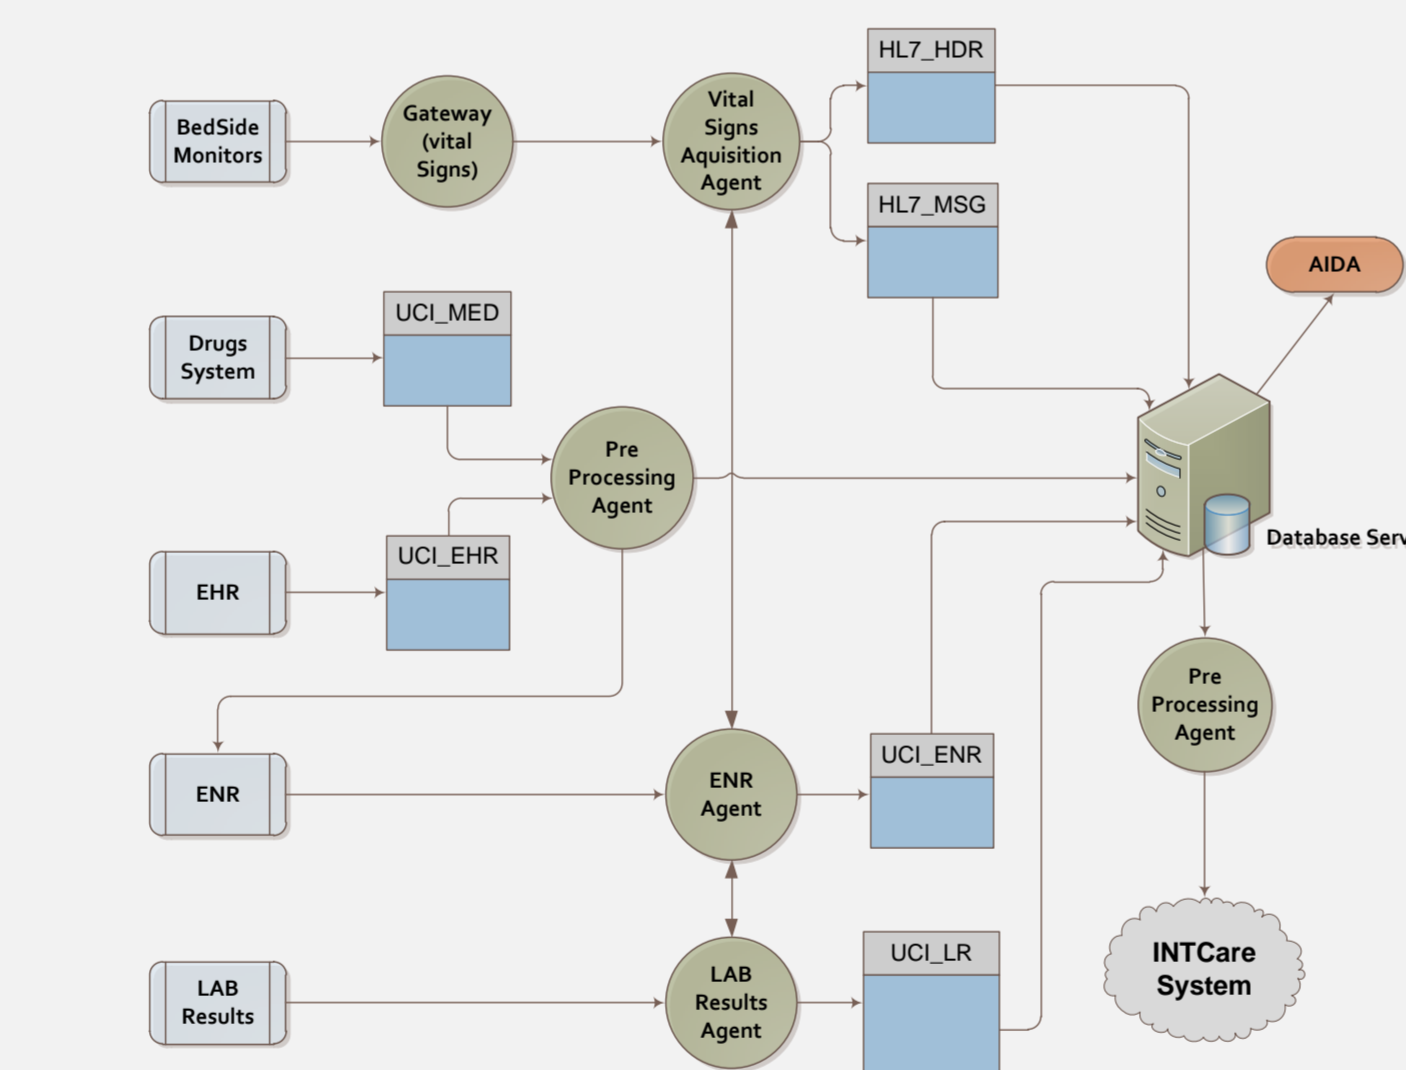 HL7_HDR
Vital
Signs
Aquisition
Agent
Gateway
(vital
Signs)
BedSide
Monitors
HL7_MSG
AIDA
UCI_MED
Drugs
System
Pre
Processing
Agent
Database Serv
UCI_EHR
EHR
Pre
Processing
Agent
UCI_ENR
ENR
ENR
Agent
UCI_LR
INTCare
System
LAB
Results
Agent
LAB
Results